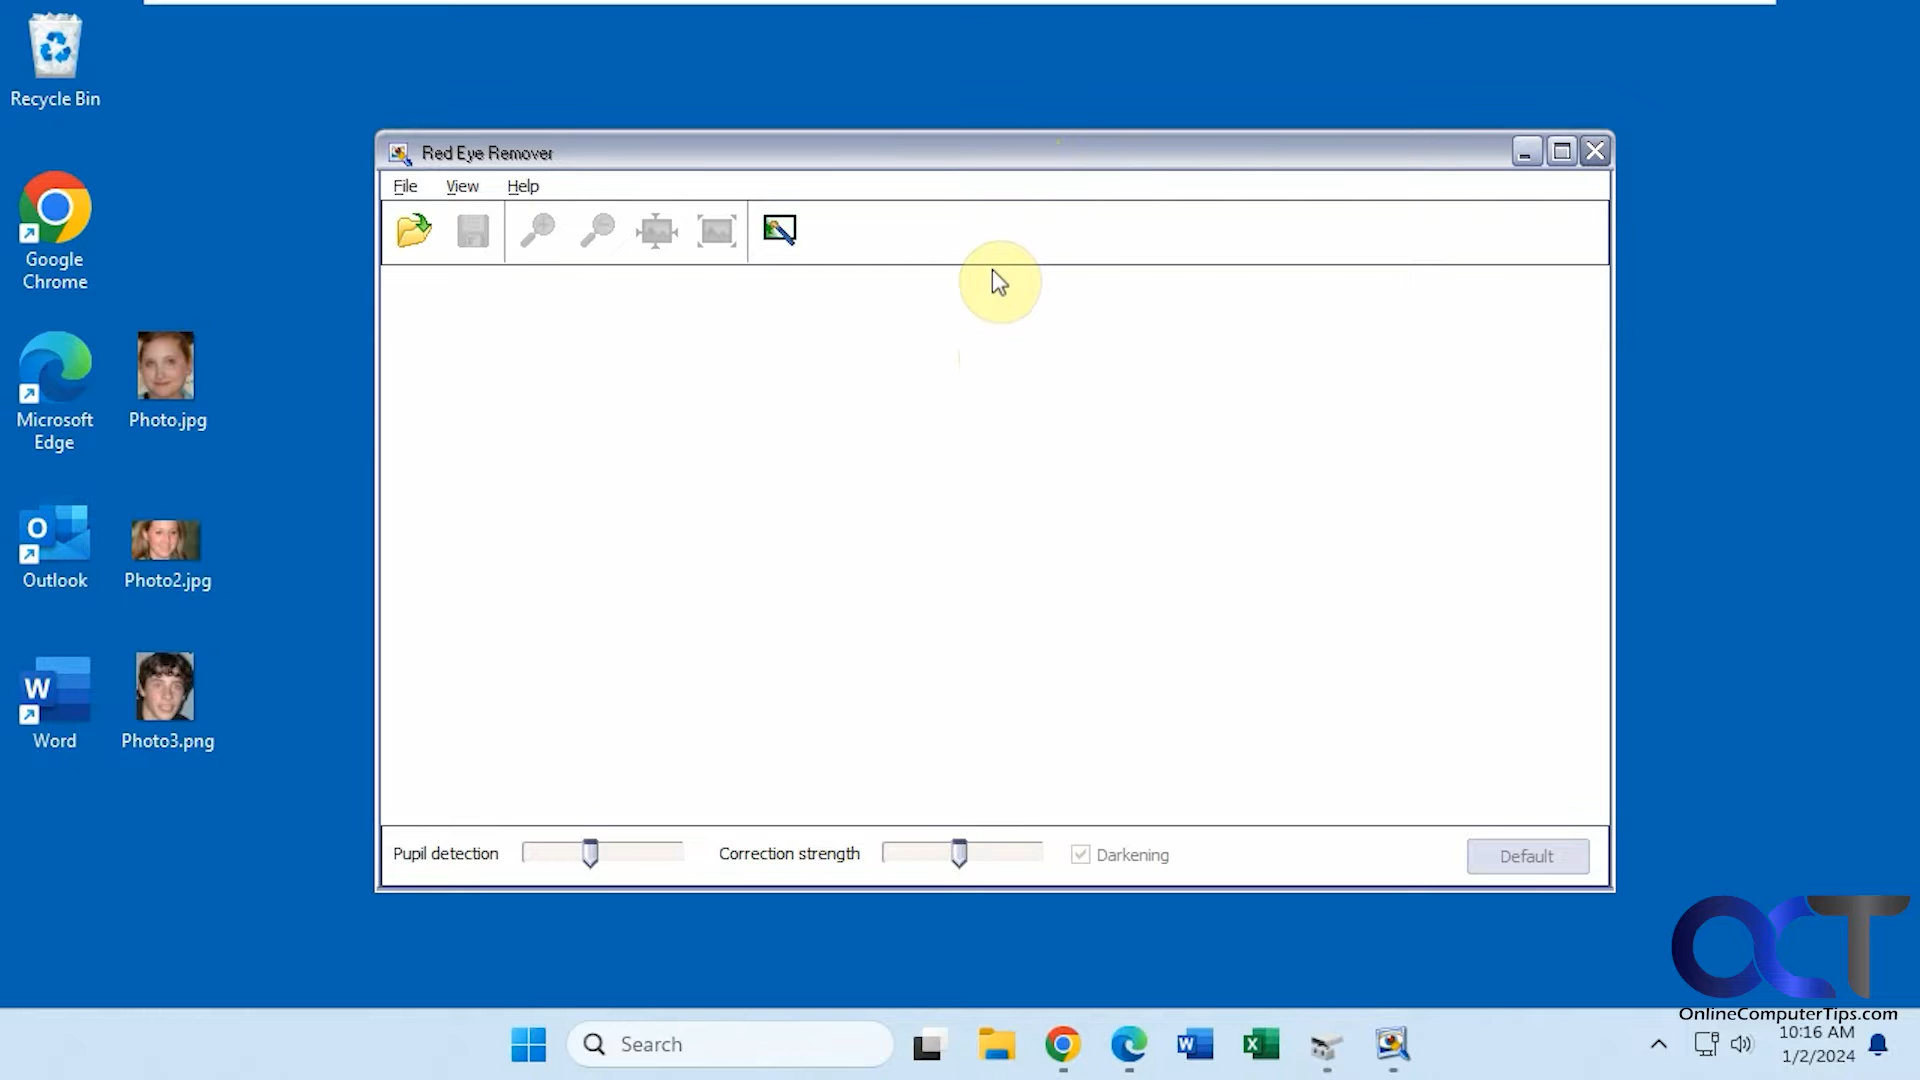 Recycle Bin
Google
Chrome
Microsoft
Edge
Photo.jpg
Outlook
Photo2.jpg
Word
Photo3.png
Red Eye Remover
File View Help
Pupil detection
Correction strength
Darkening
Default
OCT
OnlineComputerTips.com
Search
10:16 AM
1/2/2024